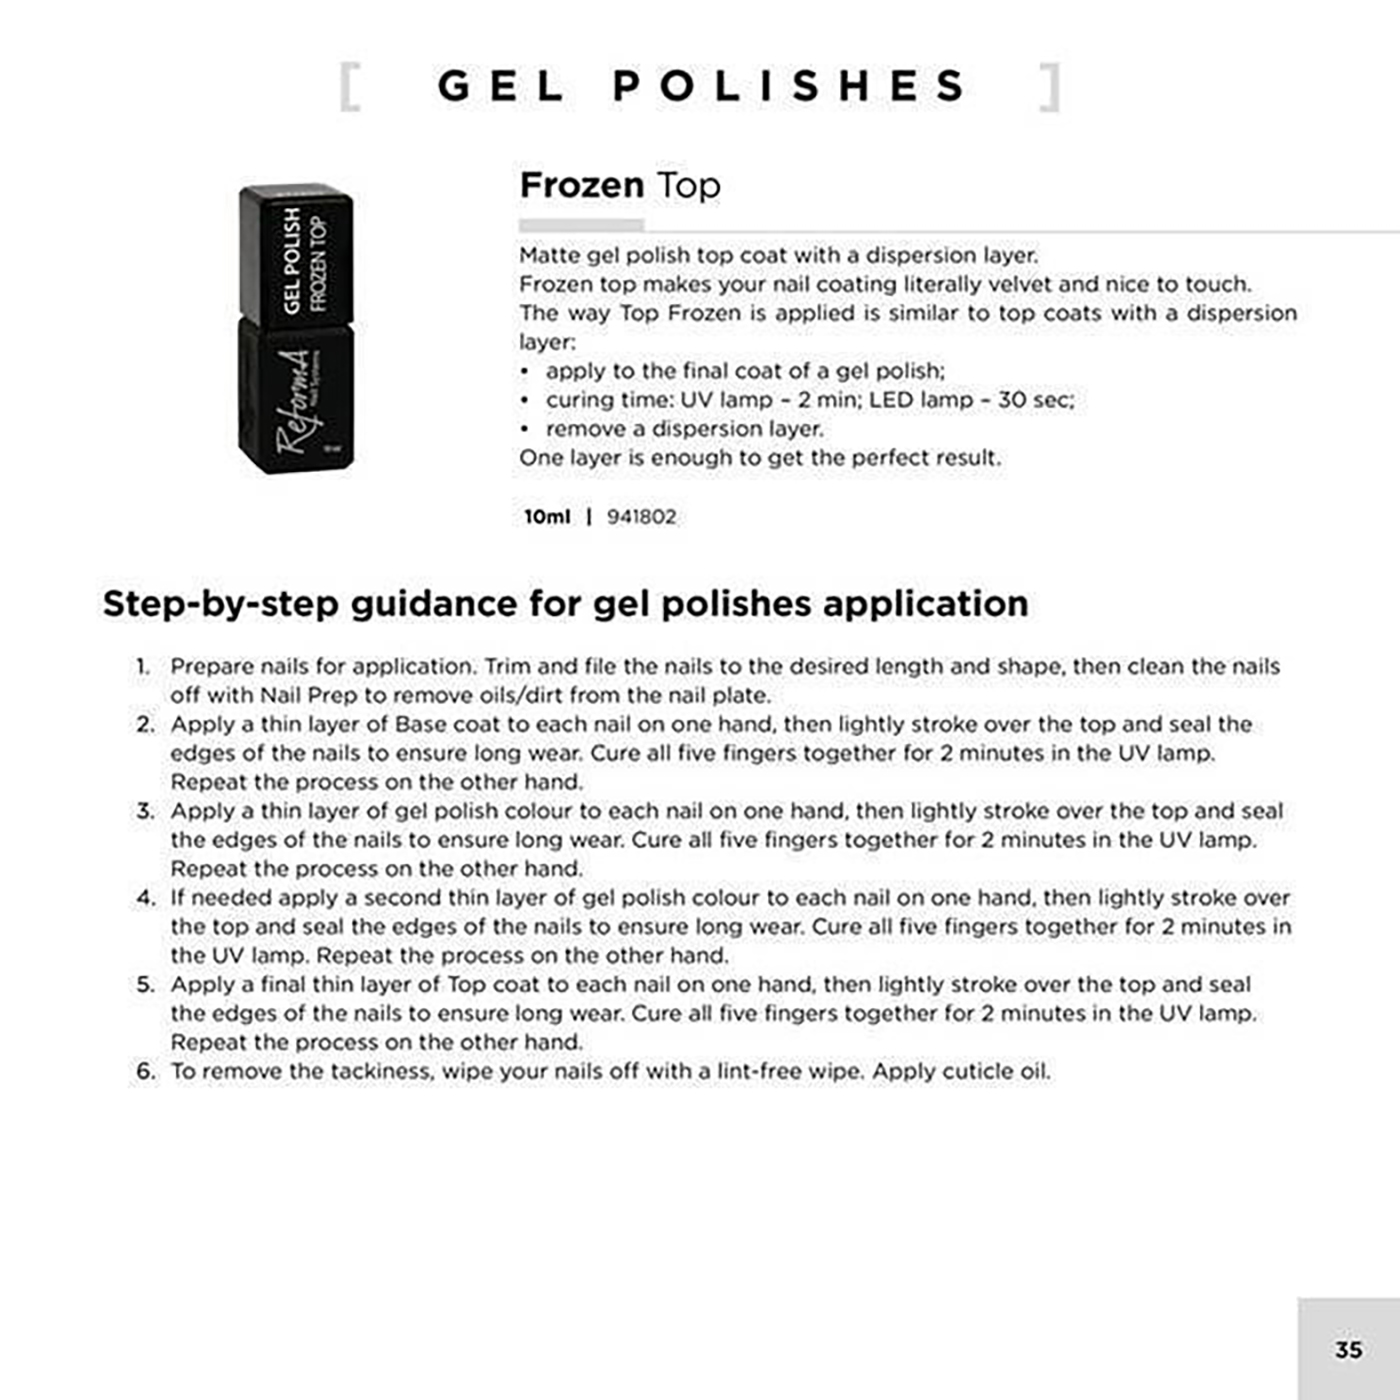 [ GEL POLISHES ]
Frozen Top
GEL POLISH
FROZEN TOP
ReformA
Nail Systems
Matte gel polish top coat with a dispersion layer.
Frozen top makes your nail coating literally velvet and nice to touch.
The way Top Frozen is applied is similar to top coats with a dispersion
layer:
• apply to the final coat of a gel polish;
• curing time: UV lamp – 2 min; LED lamp – 30 sec;
• remove a dispersion layer.
One layer is enough to get the perfect result.
10ml | 941802
Step-by-step guidance for gel polishes application
1. Prepare nails for application. Trim and file the nails to the desired length and shape, then clean the nails
off with Nail Prep to remove oils/dirt from the nail plate.
2. Apply a thin layer of Base coat to each nail on one hand, then lightly stroke over the top and seal the
edges of the nails to ensure long wear. Cure all five fingers together for 2 minutes in the UV lamp.
Repeat the process on the other hand.
3. Apply a thin layer of gel polish colour to each nail on one hand, then lightly stroke over the top and seal
the edges of the nails to ensure long wear. Cure all five fingers together for 2 minutes in the UV lamp.
Repeat the process on the other hand.
4. If needed apply a second thin layer of gel polish colour to each nail on one hand, then lightly stroke over
the top and seal the edges of the nails to ensure long wear. Cure all five fingers together for 2 minutes in
the UV lamp. Repeat the process on the other hand.
5. Apply a final thin layer of Top coat to each nail on one hand, then lightly stroke over the top and seal
the edges of the nails to ensure long wear. Cure all five fingers together for 2 minutes in the UV lamp.
Repeat the process on the other hand.
6. To remove the tackiness, wipe your nails off with a lint-free wipe. Apply cuticle oil.
35